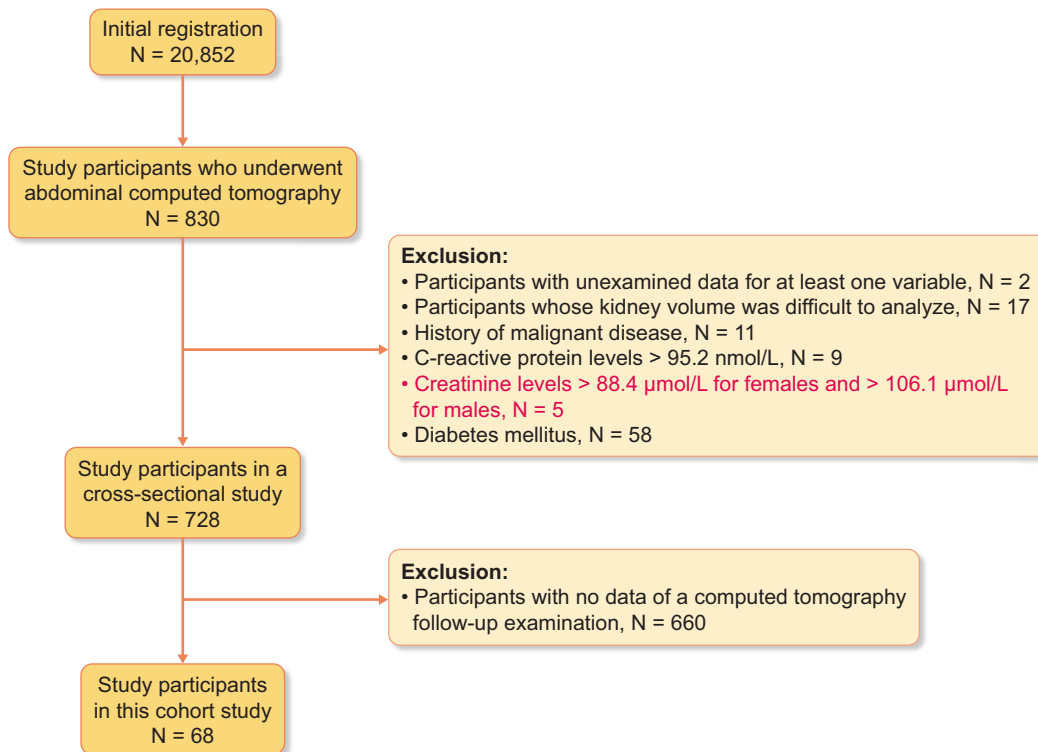 Initial registration
N = 20,852
Study participants who underwent
abdominal computed tomography
N = 830
Exclusion:
• Participants with unexamined data for at least one variable, N = 2
• Participants whose kidney volume was difficult to analyze, N = 17
• History of malignant disease, N = 11
• C-reactive protein levels > 95.2 nmol/L, N = 9
• Creatinine levels > 88.4 μmol/L for females and > 106.1 μmol/L
for males, N = 5
• Diabetes mellitus, N = 58
Study participants in a
cross-sectional study
N = 728
Exclusion:
• Participants with no data of a computed tomography
follow-up examination, N = 660
Study participants
in this cohort study
N = 68